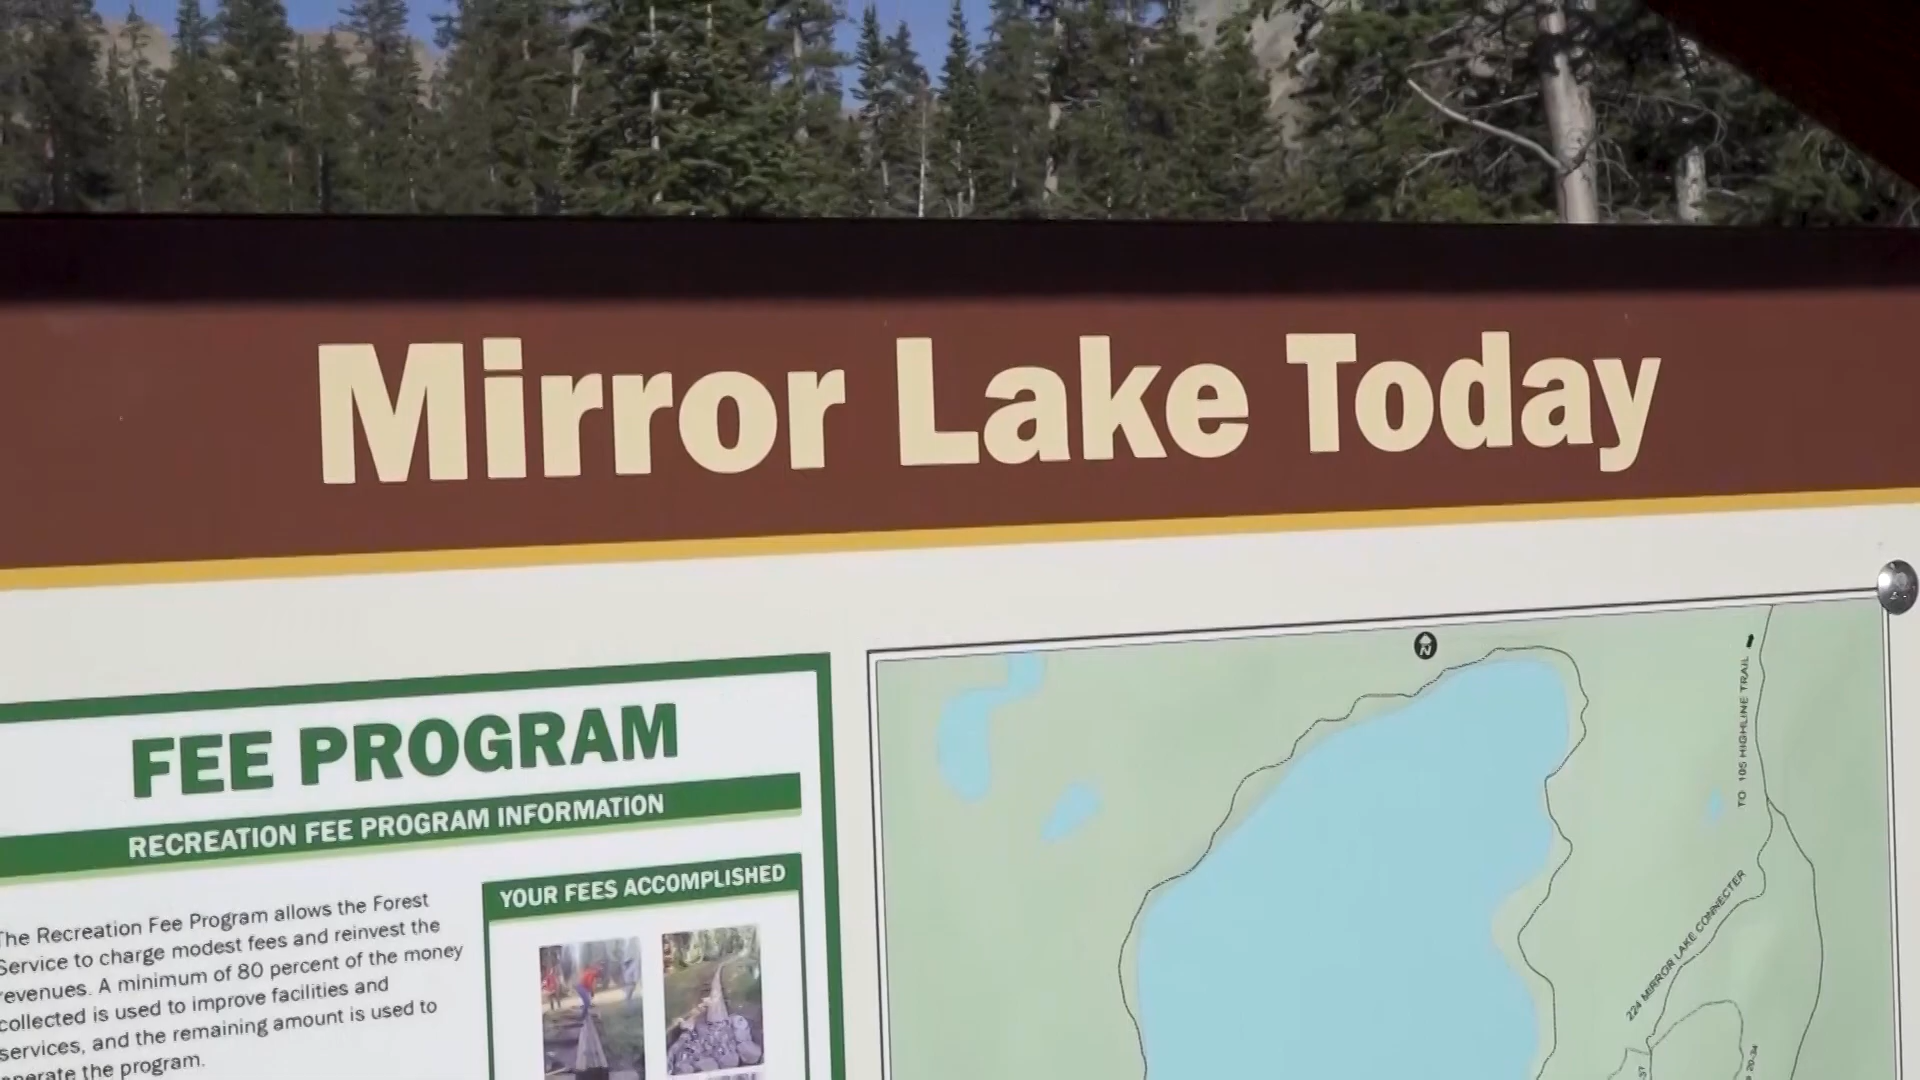 Mirror Lake Today
FEE PROGRAM
RECREATION FEE PROGRAM INFORMATION
The Recreation Fee Program allows the Forest
Service to charge modest fees and reinvest the
revenues. A minimum of 80 percent of the money
collected is used to improve facilities and
services, and the remaining amount is used to
operate the program.
YOUR FEES ACCOMPLISHED
N
TO 105 HIGHLINE TRAIL
224 MIRROR LAKE CONNECTER